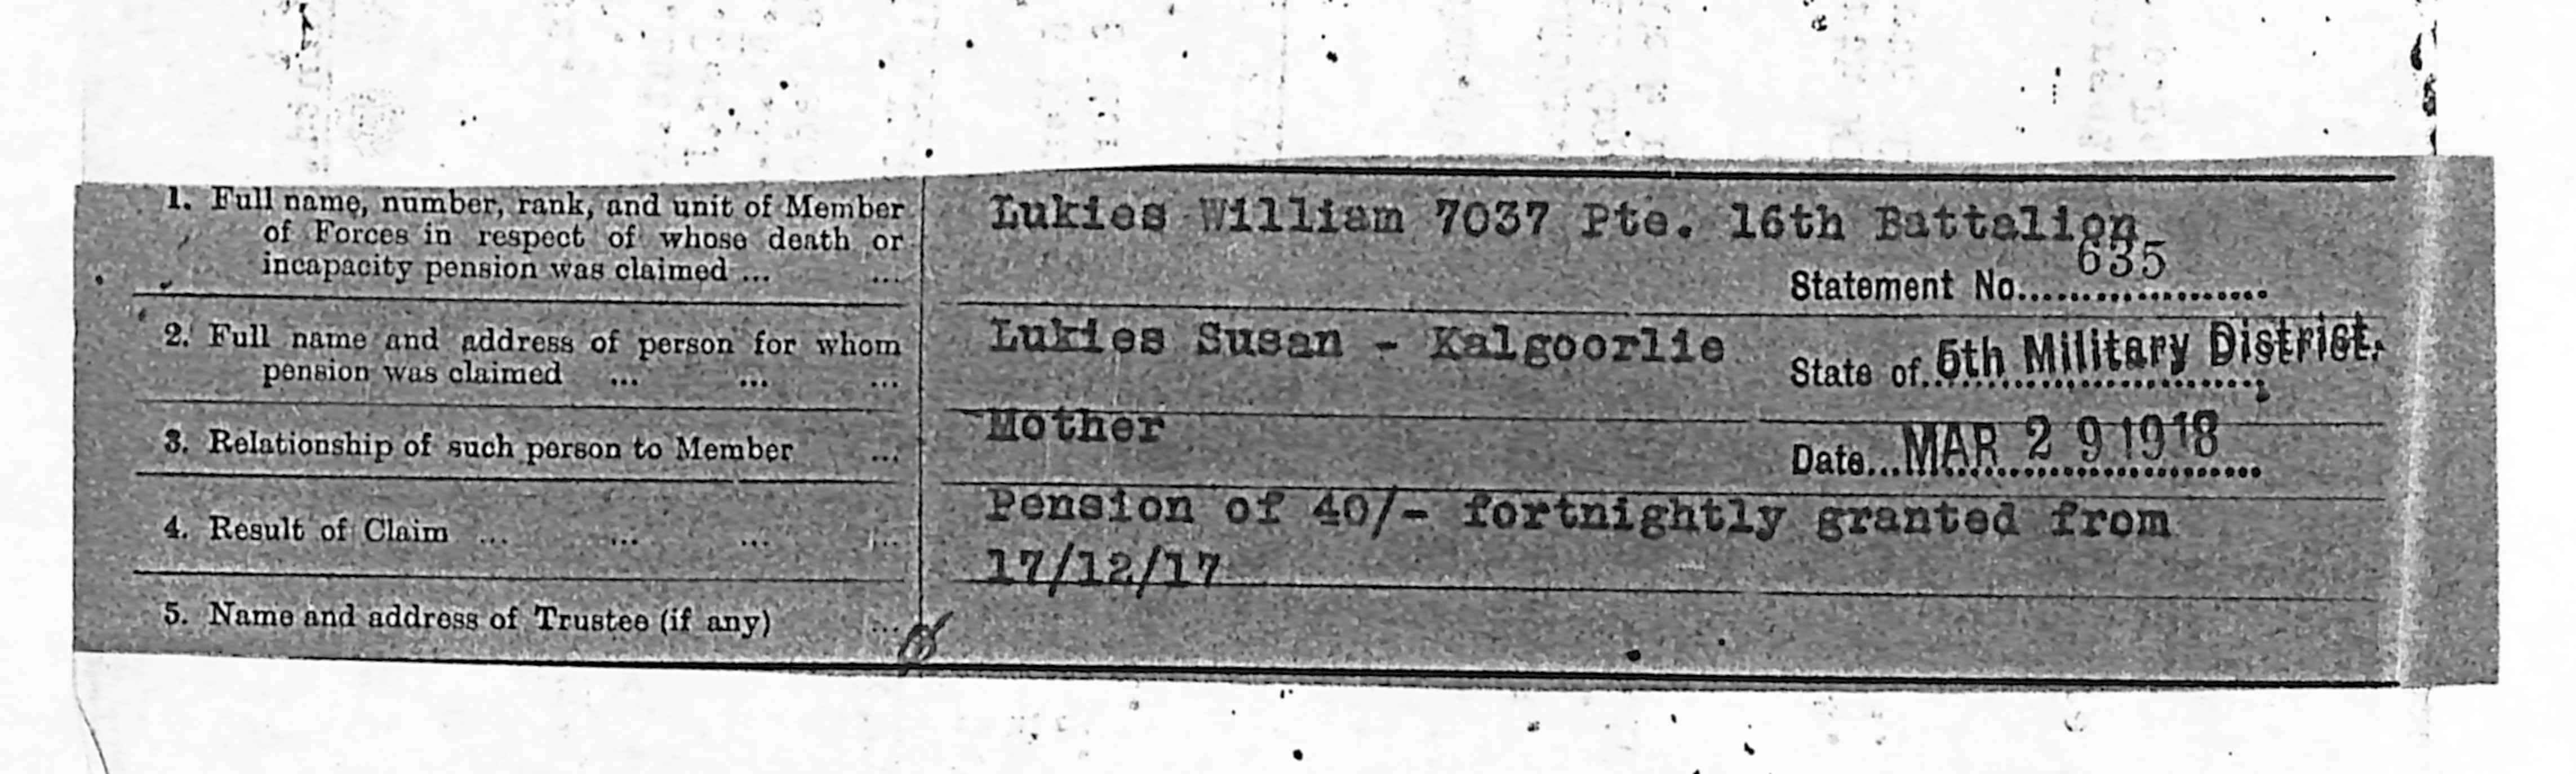 1. Full name, number, rank, and unit of Member
of Forces in respect of whose death or
incapacity pension was claimed ... ...
Lukies William 7037 Pte. 16th Battalion
Statement No. 635
2. Full name and address of person for whom
pension was claimed ... ... ...
Lukies Susan - Kalgoorlie
State of 5th Military District.
3. Relationship of such person to Member ...
Mother
Date MAR 29 1918
4. Result of Claim ... ... ... ...
Pension of 40/- fortnightly granted from
17/12/17
5. Name and address of Trustee (if any) ...